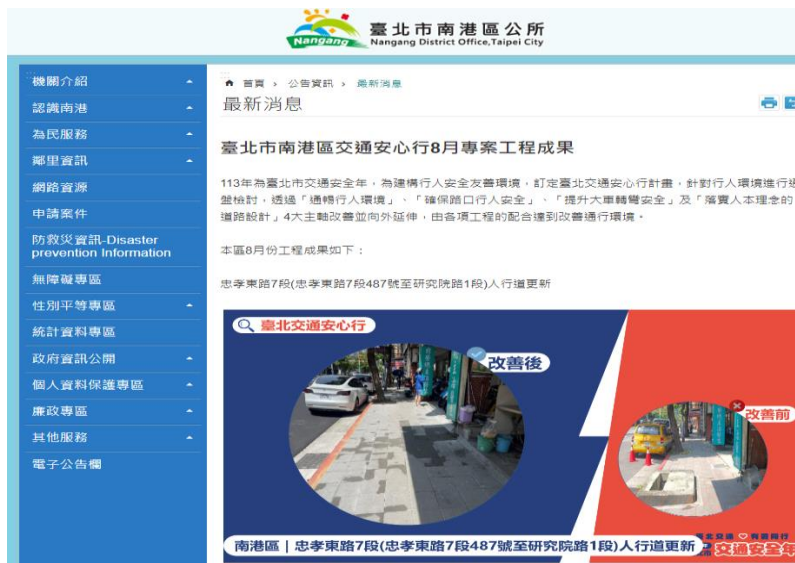 臺北市南港區公所
Nangang
Nangang District Office,Taipei City
機關介紹
認識南港
為民服務
鄰里資訊
網路資源
申請案件
防救災資訊-Disaster
prevention Information
無障礙專區
性別平等專區
統計資料專區
政府資訊公開
個人資料保護專區
廉政專區
其他服務
電子公告欄
首頁 › 公告資訊 › 最新消息
最新消息
臺北市南港區交通安心行8月專案工程成果
113年為臺北市交通安全年，為建構行人安全友善環境，訂定臺北交通安心行計畫，針對行人環境進行通
盤檢討，透過「通暢行人環境」、「確保路口行人安全」、「提升大車轉彎安全」及「落實人本理念的
道路設計」4大主軸改善並向外延伸，由各項工程的配合達到改善通行環境。
本區8月份工程成果如下：
忠孝東路7段(忠孝東路7段487號至研究院路1段)人行道更新
臺北交通安心行
改善後
改善前
南港區 | 忠孝東路7段(忠孝東路7段487號至研究院路1段)人行道更新
交通安全年